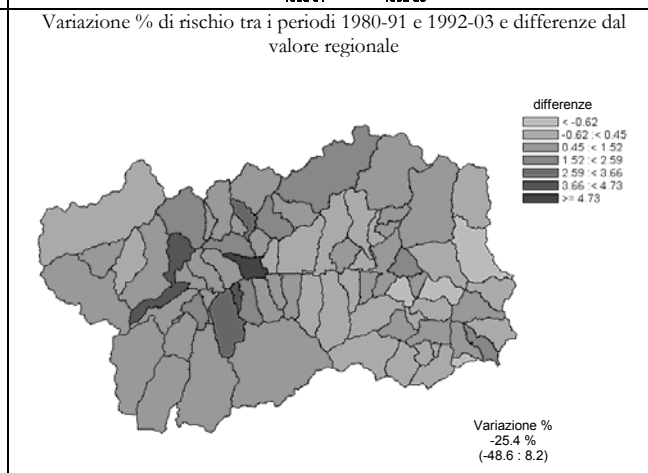 Variazione % di rischio tra i periodi 1980-91 e 1992-03 e differenze dal
valore regionale
differenze
< -0.62
-0.62 :< 0.45
0.45 :< 1.52
1.52 :< 2.59
2.59 :< 3.66
3.66 :< 4.73
>= 4.73
Variazione %
-25.4 %
(-48.6 : 8.2)